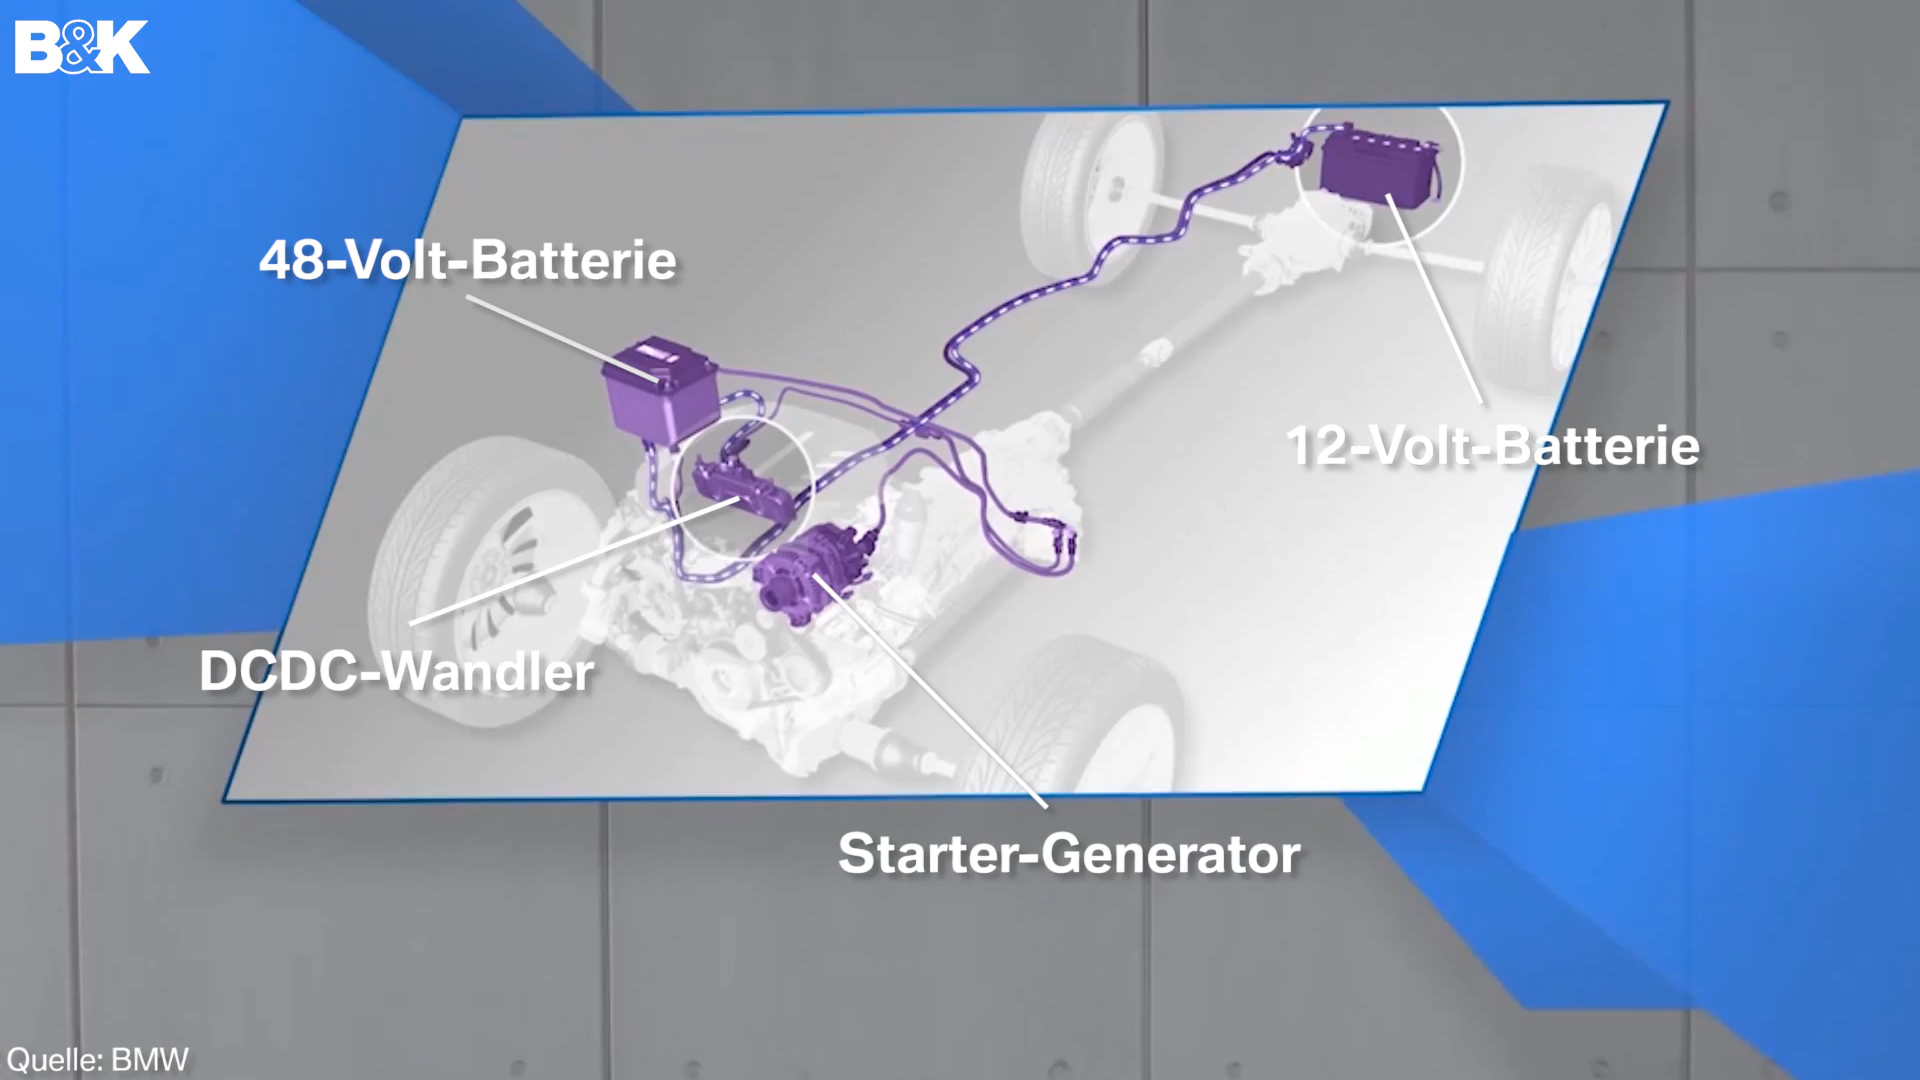 B&K
48-Volt-Batterie
12-Volt-Batterie
DCDC-Wandler
Starter-Generator
Quelle: BMW